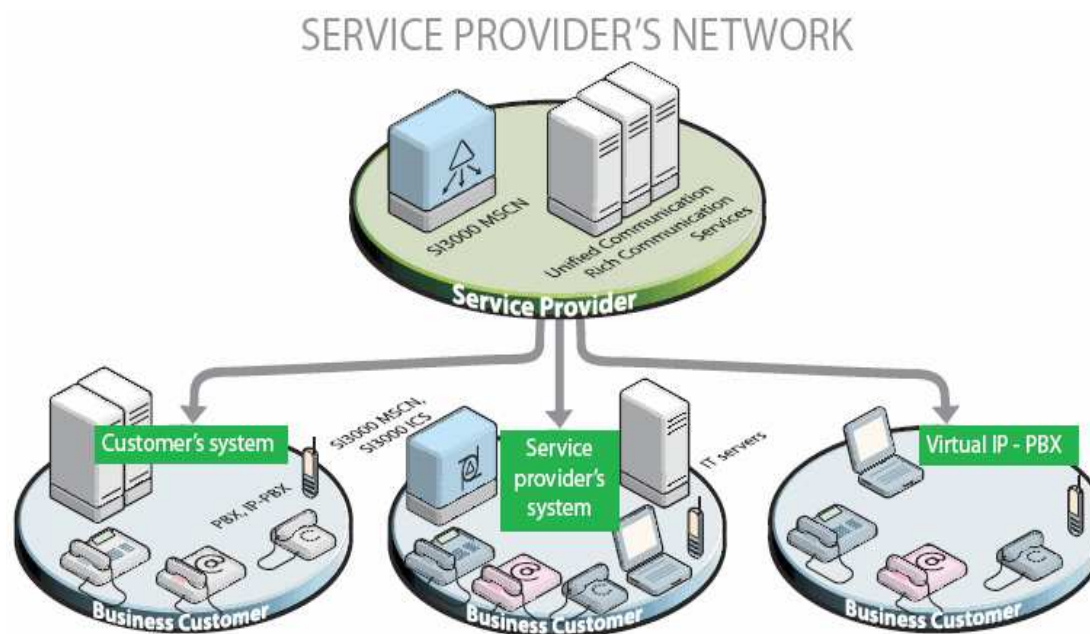 SERVICE PROVIDER'S NETWORK
SI3000 MSCN
Unified Communication
Rich Communication
Services
Service Provider
Customer's system
PBX, IP-PBX
Business Customer
SI3000 MSCN,
SI3000 ICS
Service
provider's
system
IT servers
@
Business Customer
Virtual IP - PBX
@
Business Customer
@